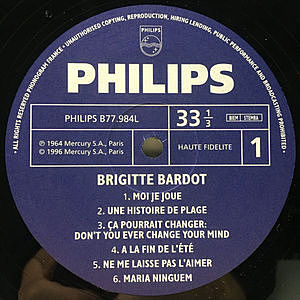 • UNAUTHORISED COPYING, REPRODUCTION, HIRING, LENDING, PUBLIC PERFORMANCE AND BROADCASTING PROHIBITED •
• ALL RIGHTS RESERVED PHONOGRAM FRANCE
PHILIPS
PHILIPS
PHILIPS B77.984L
33 1/3
BIEM
STEMRA
℗ 1964 Mercury S.A., Paris
© 1996 Mercury S.A., Paris
HAUTE FIDELITE
1
BRIGITTE BARDOT
1. MOI JE JOUE
2. UNE HISTOIRE DE PLAGE
3. ÇA POURRAIT CHANGER:
DON'T YOU EVER CHANGE YOUR MIND
4. A LA FIN DE L'ÉTÉ
5. NE ME LAISSE PAS L'AIMER
6. MARIA NINGUEM